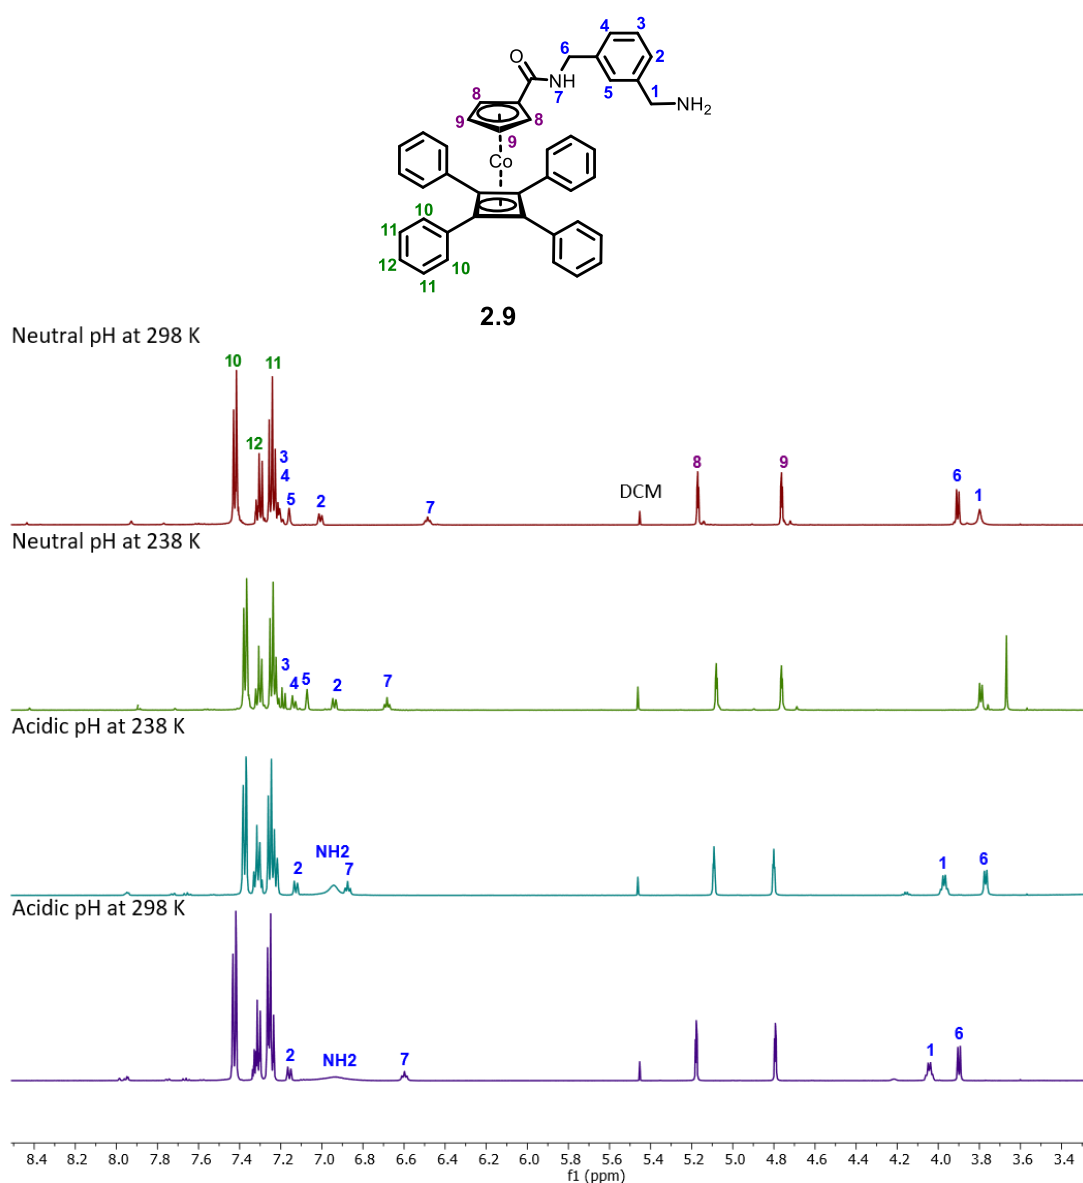 4 3
6 2
O
NH 5 1
7 NH2
8
9 8
9
Co
10
11
12 10
11
2.9
Neutral pH at 298 K
10 11
12 3
4
5 2 7 DCM 8 9 6 1
Neutral pH at 238 K
3
4 5 2 7
Acidic pH at 238 K
2 NH2 7 1 6
Acidic pH at 298 K
2 NH2 7 1 6
8.4 8.2 8.0 7.8 7.6 7.4 7.2 7.0 6.8 6.6 6.4 6.2 6.0 5.8 5.6 5.4 5.2 5.0 4.8 4.6 4.4 4.2 4.0 3.8 3.6 3.4
f1 (ppm)